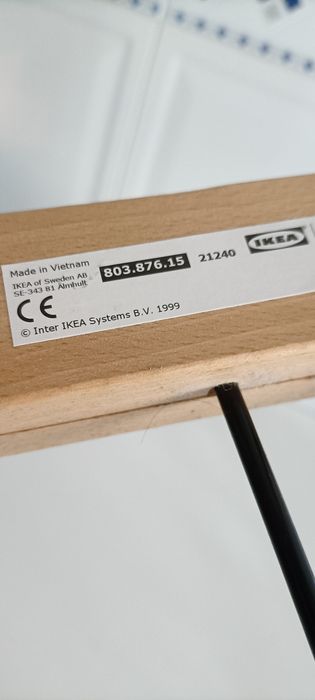 Made in Vietnam
IKEA of Sweden AB
SE-343 81 Älmhult
803.876.15
21240
IKEA
CE
© Inter IKEA Systems B.V. 1999